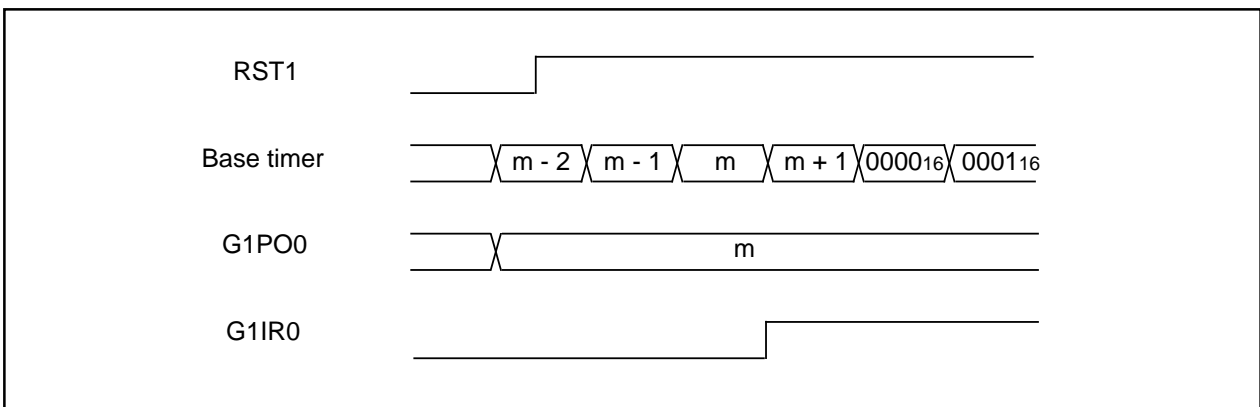 RST1
Base timer
m - 2 m - 1 m m + 1 000016 000116
G1PO0
m
G1IR0